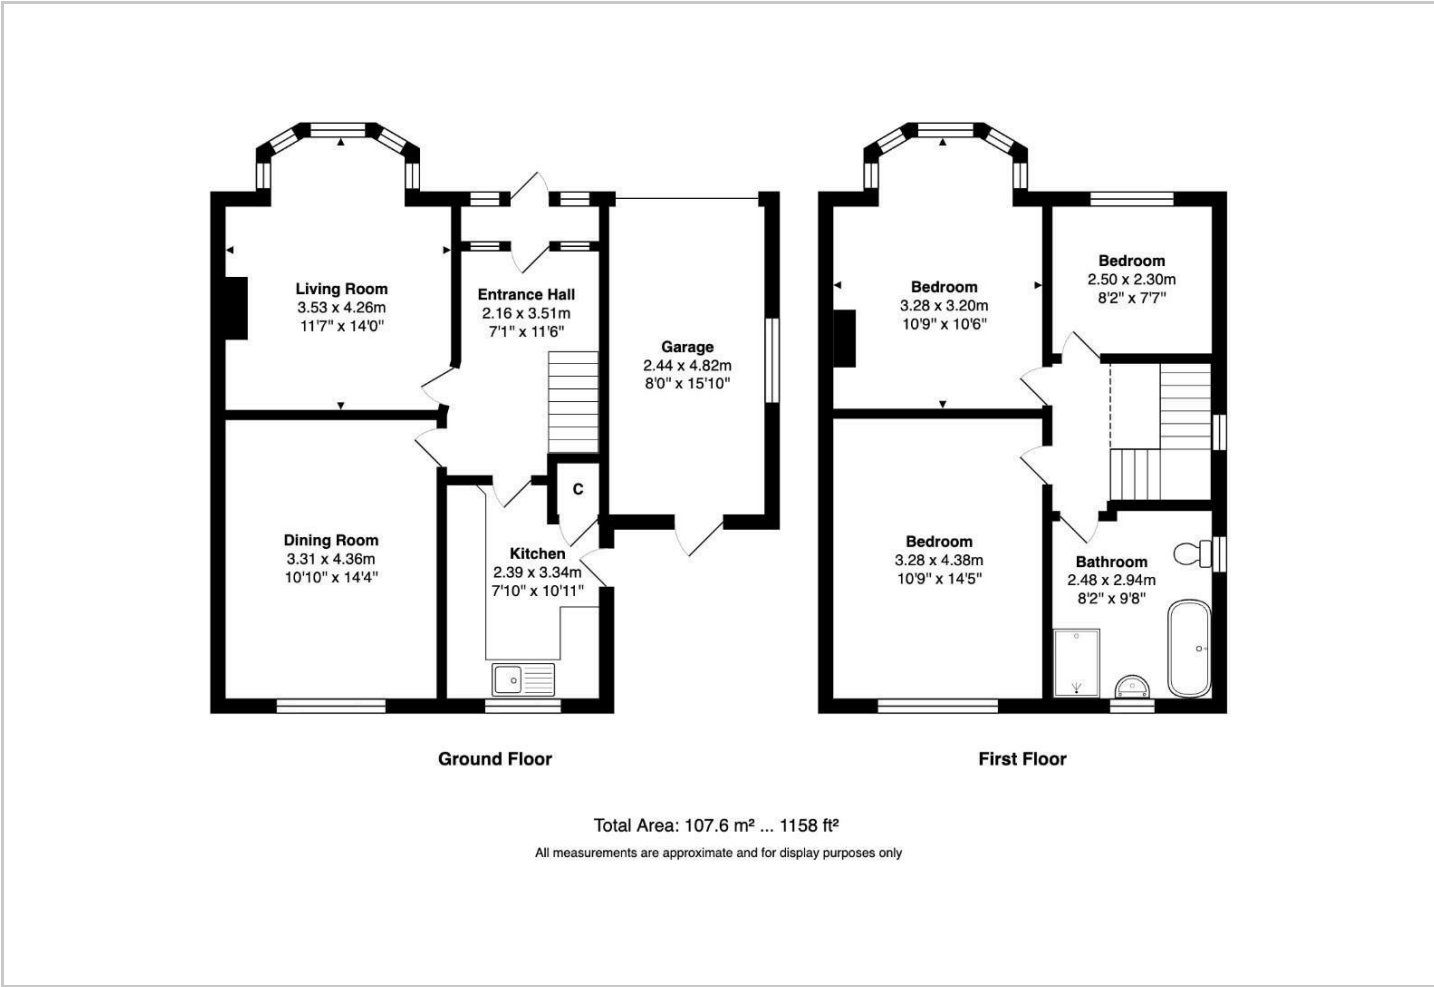 Living Room
3.53 x 4.26m
11'7" x 14'0"
Entrance Hall
2.16 x 3.51m
7'1" x 11'6"
Garage
2.44 x 4.82m
8'0" x 15'10"
C
Dining Room
3.31 x 4.36m
10'10" x 14'4"
Kitchen
2.39 x 3.34m
7'10" x 10'11"
Ground Floor
Bedroom
3.28 x 3.20m
10'9" x 10'6"
Bedroom
2.50 x 2.30m
8'2" x 7'7"
Bedroom
3.28 x 4.38m
10'9" x 14'5"
Bathroom
2.48 x 2.94m
8'2" x 9'8"
First Floor
Total Area: 107.6 m² ... 1158 ft²
All measurements are approximate and for display purposes only